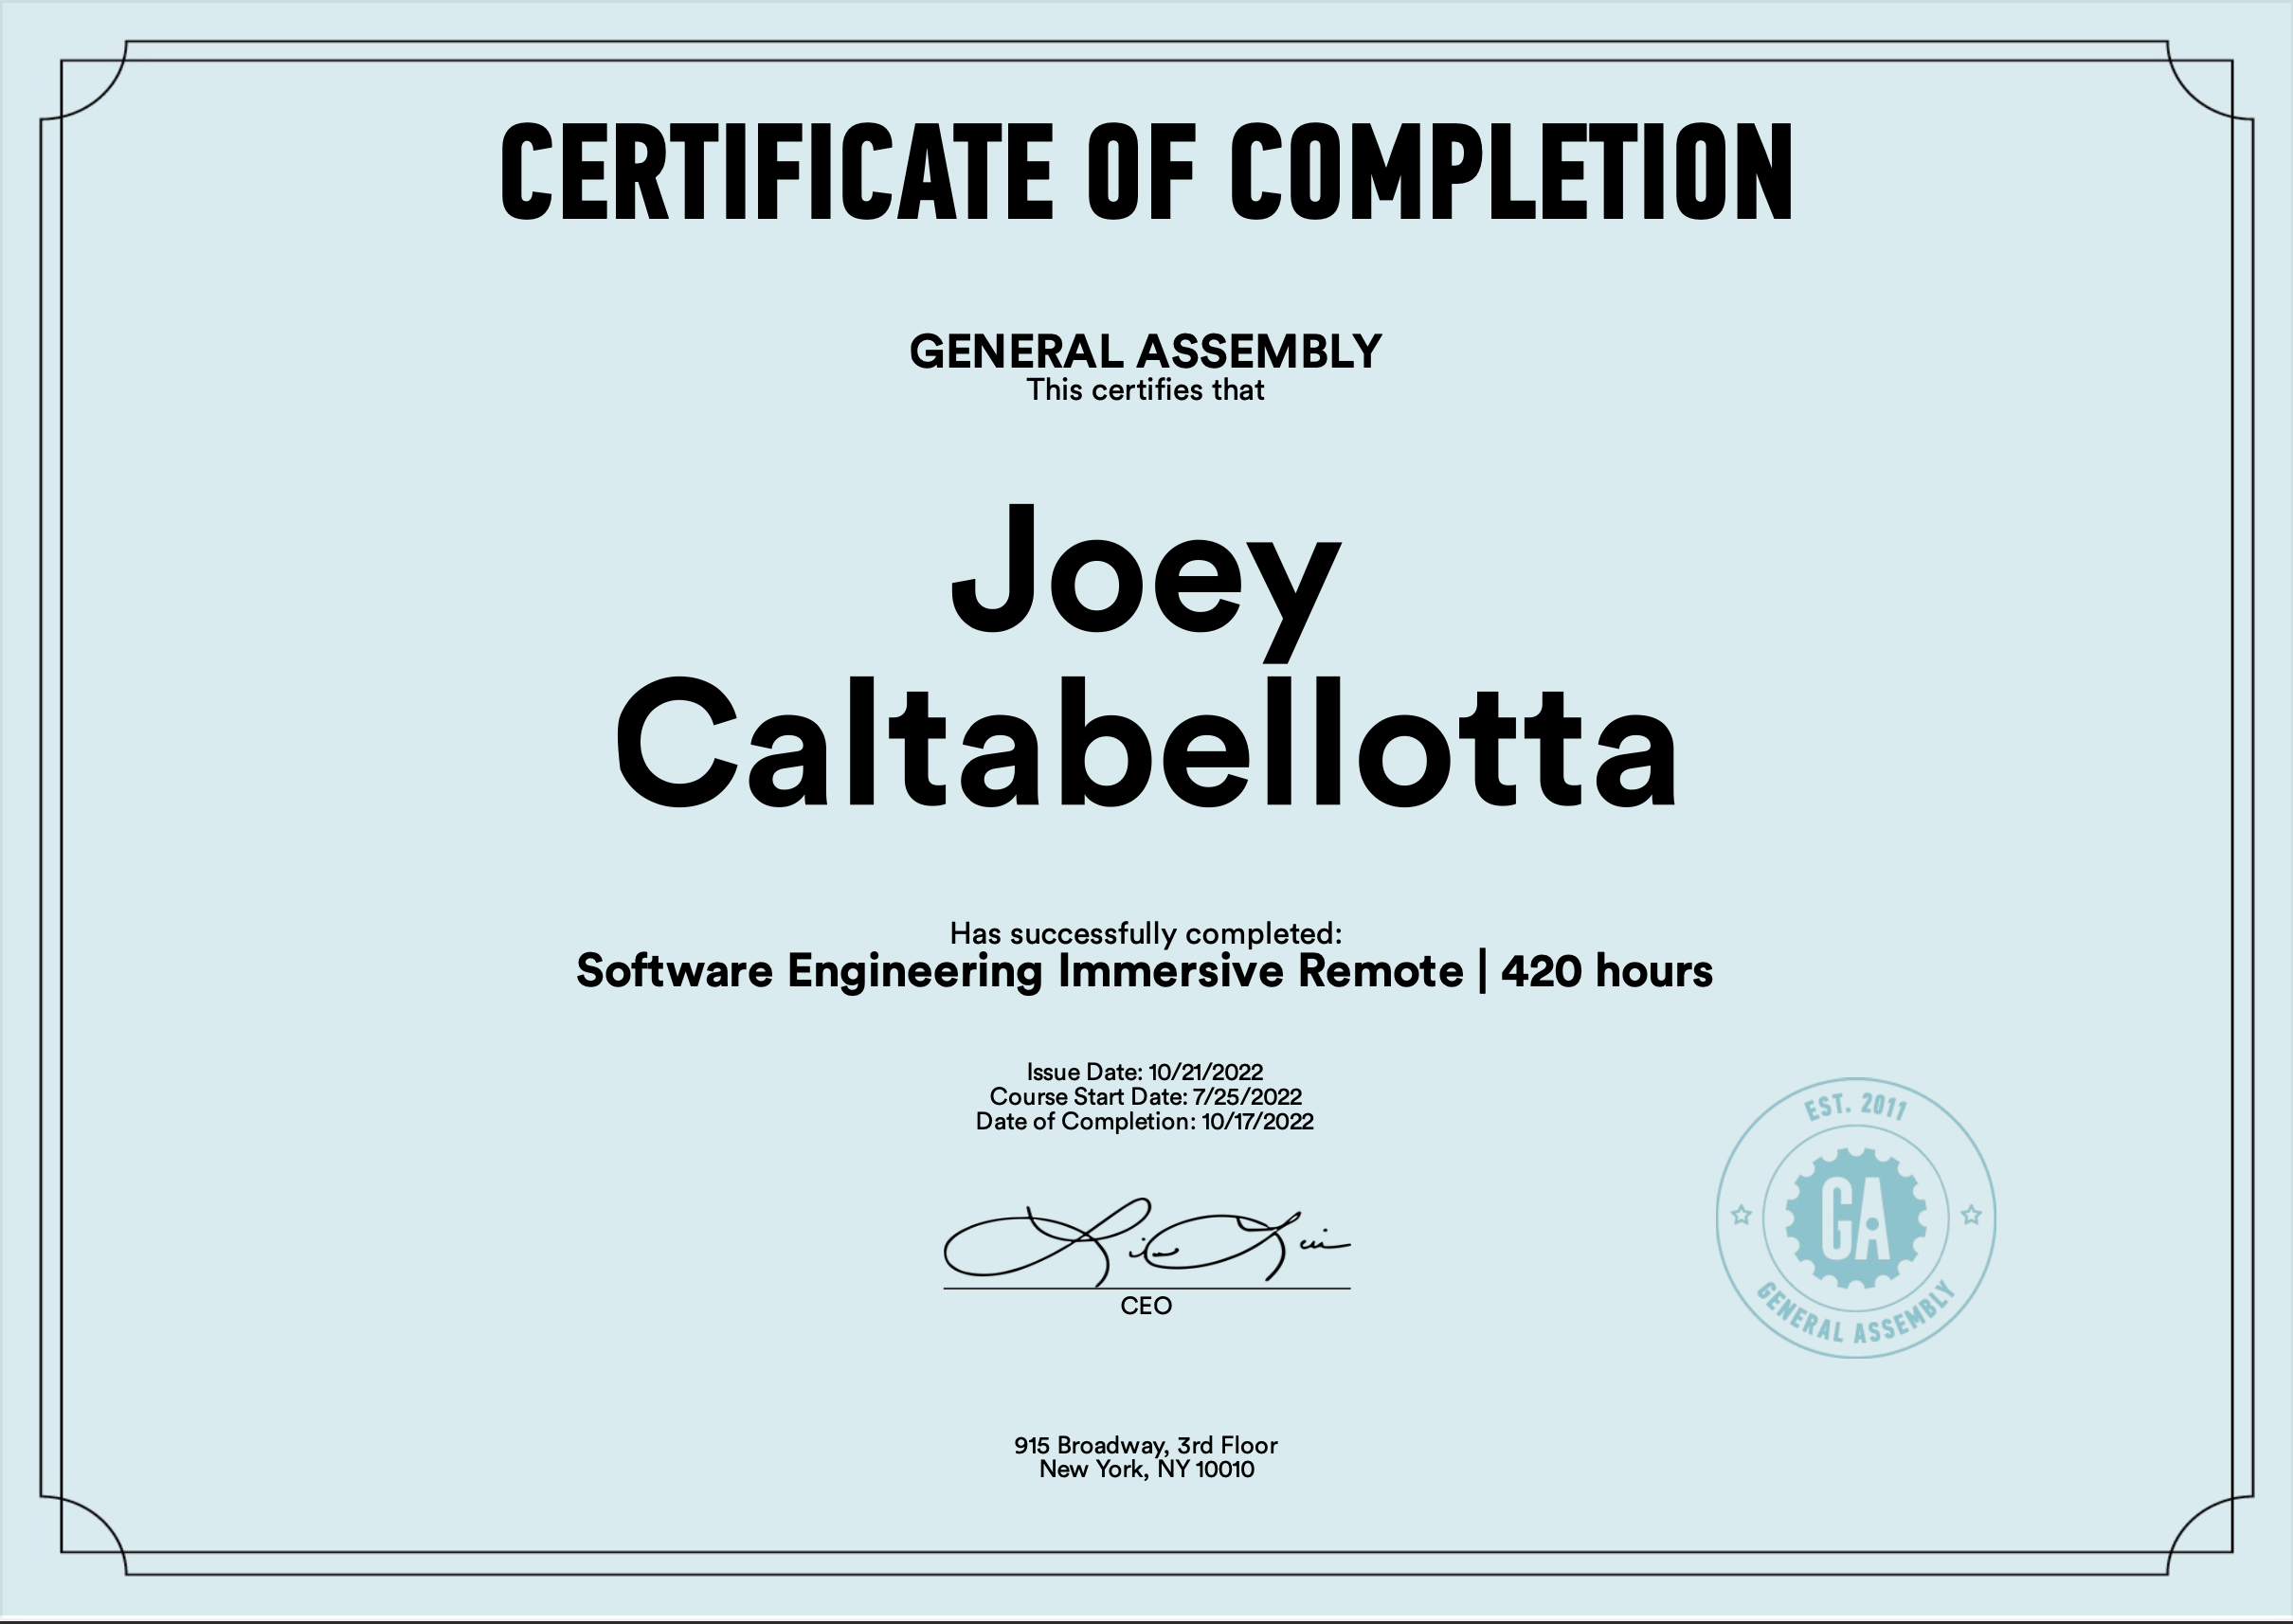 CERTIFICATE OF COMPLETION
GENERAL ASSEMBLY
This certifies that
Joey
Caltabellotta
Has successfully completed:
Software Engineering Immersive Remote | 420 hours
Issue Date: 10/21/2022
Course Start Date: 7/25/2022
Date of Completion: 10/17/2022
CEO
EST. 2011
GA
GENERAL ASSEMBLY
915 Broadway, 3rd Floor
New York, NY 10010